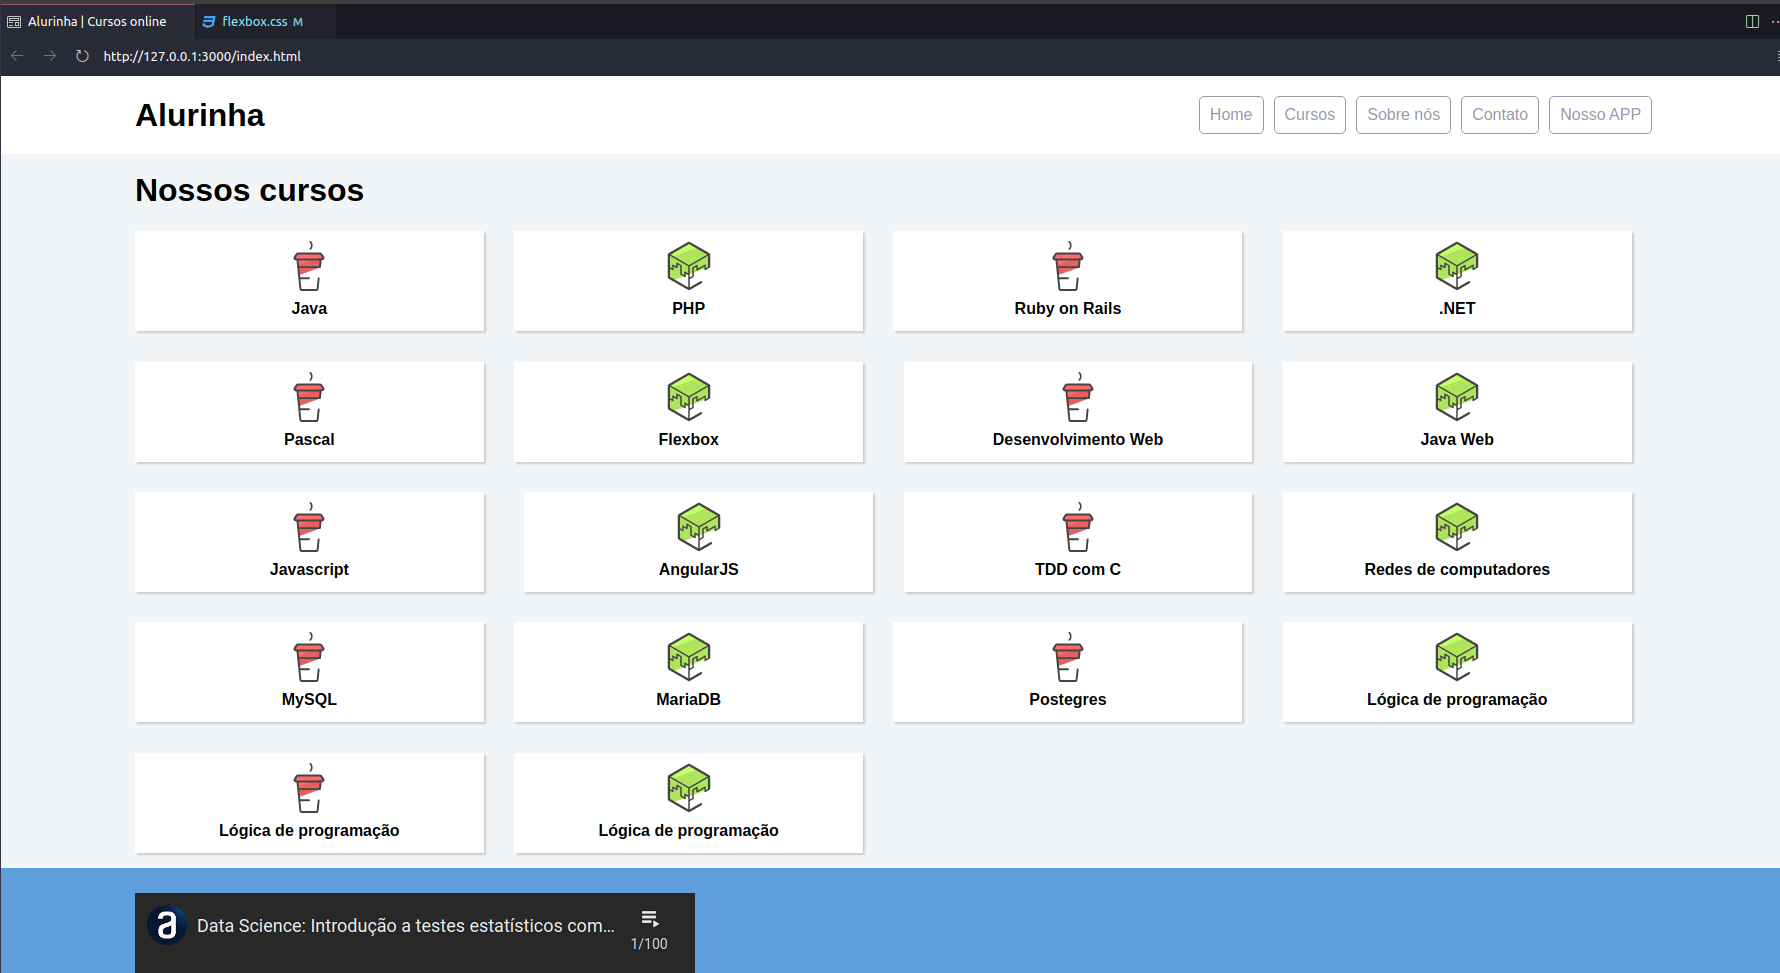 Alurinha | Cursos online
flexbox.css M
http://127.0.0.1:3000/index.html
Alurinha
Home Cursos Sobre nós Contato Nosso APP
Nossos cursos
Java PHP Ruby on Rails .NET
Pascal Flexbox Desenvolvimento Web Java Web
Javascript AngularJS TDD com C Redes de computadores
MySQL MariaDB Postegres Lógica de programação
Lógica de programação Lógica de programação
a Data Science: Introdução a testes estatísticos com...
1/100